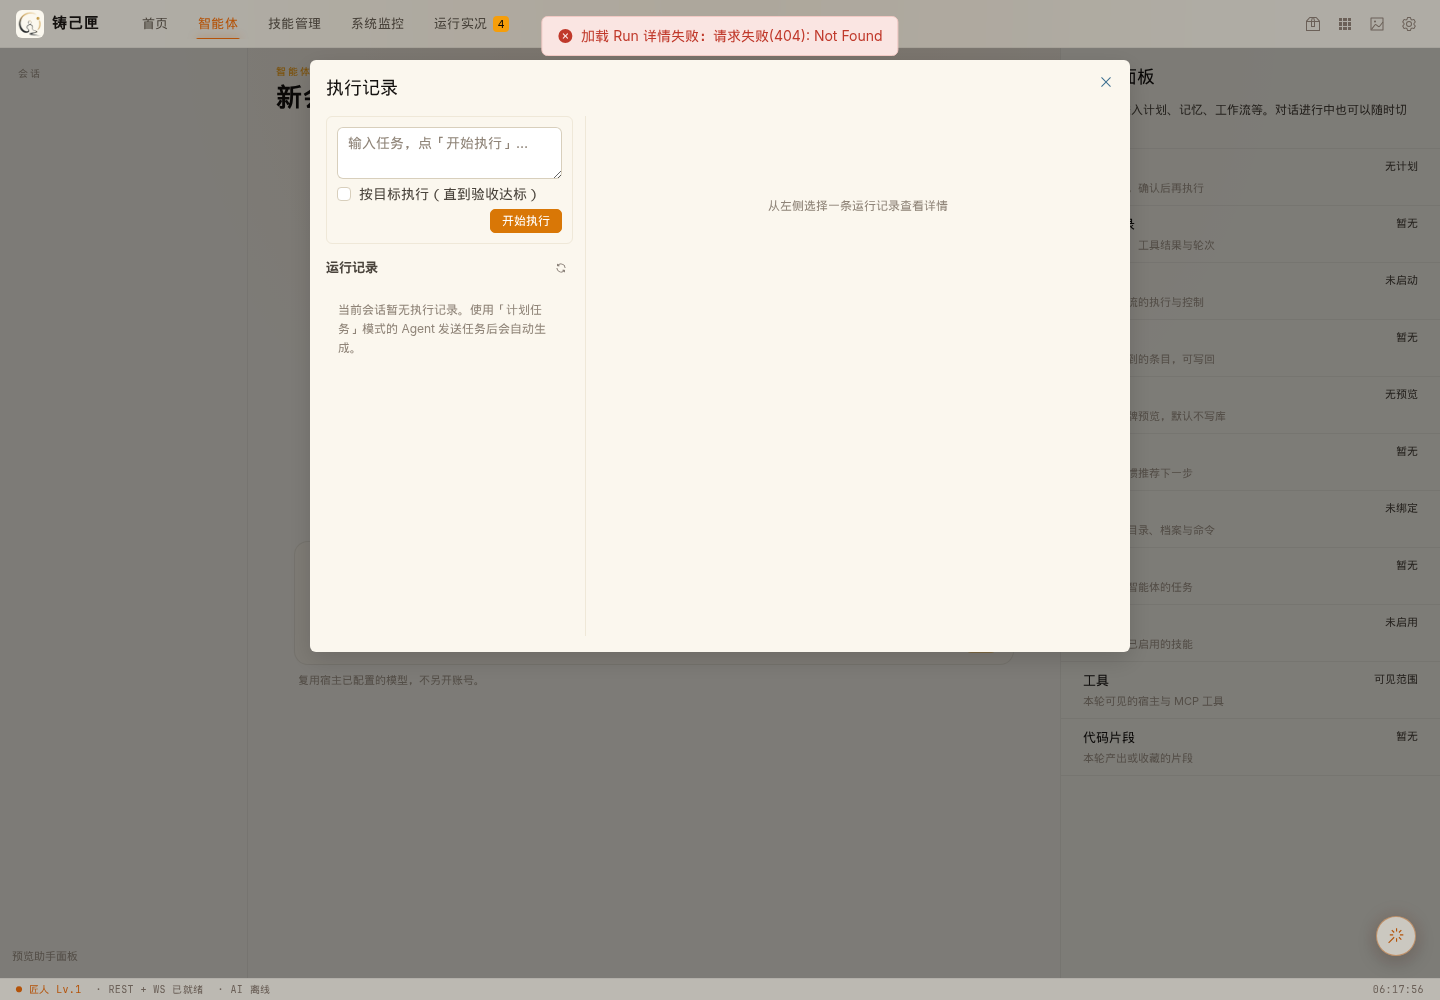 铸己匣
首页
智能体
技能管理
系统监控
运行实况 4
加载 Run 详情失败：请求失败(404): Not Found
会话
智能体
新
执行记录
输入任务，点「开始执行」...
按目标执行（直到验收达标）
开始执行
运行记录
当前会话暂无执行记录。使用「计划任
务」模式的 Agent 发送任务后会自动生
成。
从左侧选择一条运行记录查看详情
面板
入计划、记忆、工作流等。对话进行中也可以随时切
无计划
，确认后再执行
录
暂无
、工具结果与轮次
未启动
流的执行与控制
暂无
到的条目，可写回
无预览
牌预览，默认不写库
暂无
惯推荐下一步
未绑定
目录、档案与命令
暂无
智能体的任务
未启用
已启用的技能
工具
可见范围
本轮可见的宿主与 MCP 工具
代码片段
暂无
本轮产出或收藏的片段
复用宿主已配置的模型，不另开账号。
预览助手面板
匠人 Lv.1 · REST + WS 已就绪 · AI 离线
06:17:56